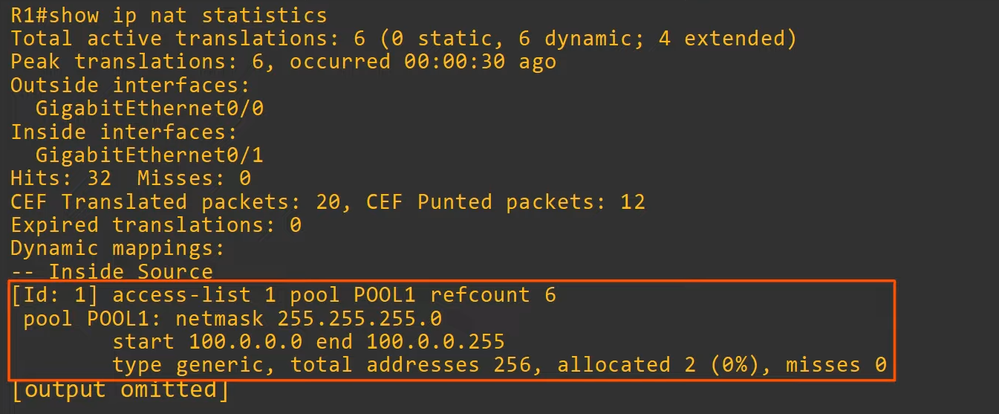 R1#show ip nat statistics
Total active translations: 6 (0 static, 6 dynamic; 4 extended)
Peak translations: 6, occurred 00:00:30 ago
Outside interfaces:
  GigabitEthernet0/0
Inside interfaces:
  GigabitEthernet0/1
Hits: 32  Misses: 0
CEF Translated packets: 20, CEF Punted packets: 12
Expired translations: 0
Dynamic mappings:
-- Inside Source
[Id: 1] access-list 1 pool POOL1 refcount 6
 pool POOL1: netmask 255.255.255.0
        start 100.0.0.0 end 100.0.0.255
        type generic, total addresses 256, allocated 2 (0%), misses 0
[output omitted]